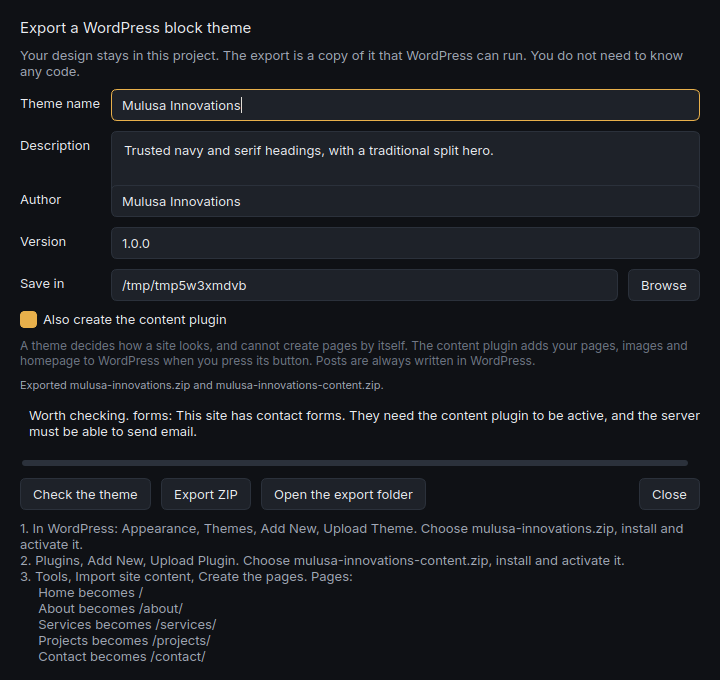 Export a WordPress block theme
Your design stays in this project. The export is a copy of it that WordPress can run. You do not need to know
any code.
Theme name
Mulusa Innovations
Description
Trusted navy and serif headings, with a traditional split hero.
Author
Mulusa Innovations
Version
1.0.0
Save in
/tmp/tmp5w3xmdvb
Browse
Also create the content plugin
A theme decides how a site looks, and cannot create pages by itself. The content plugin adds your pages, images and
homepage to WordPress when you press its button. Posts are always written in WordPress.
Exported mulusa-innovations.zip and mulusa-innovations-content.zip.
Worth checking. forms: This site has contact forms. They need the content plugin to be active, and the server
must be able to send email.
Check the theme
Export ZIP
Open the export folder
Close
1. In WordPress: Appearance, Themes, Add New, Upload Theme. Choose mulusa-innovations.zip, install and
activate it.
2. Plugins, Add New, Upload Plugin. Choose mulusa-innovations-content.zip, install and activate it.
3. Tools, Import site content, Create the pages. Pages:
Home becomes /
About becomes /about/
Services becomes /services/
Projects becomes /projects/
Contact becomes /contact/